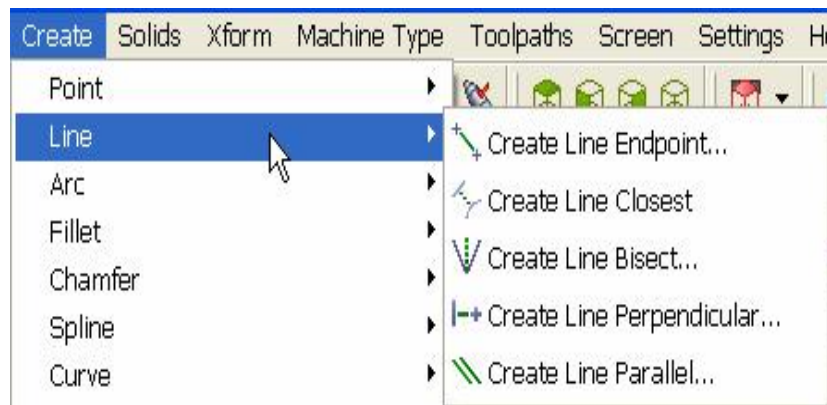 Create Solids Xform Machine Type Toolpaths Screen Settings
Point
Line
Arc
Fillet
Chamfer
Spline
Curve
Create Line Endpoint...
Create Line Closest
Create Line Bisect...
Create Line Perpendicular...
Create Line Parallel...